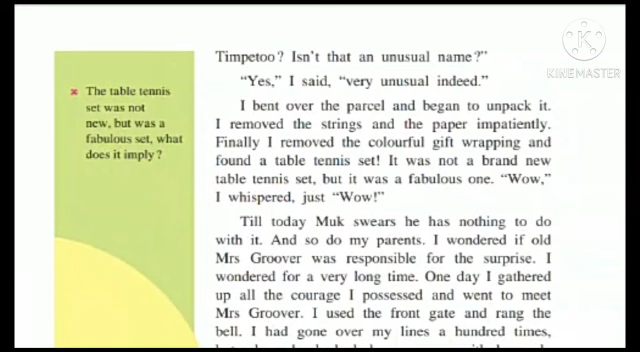 Timpetoo? Isn't that an unusual name?"
"Yes," I said, "very unusual indeed."
I bent over the parcel and began to unpack it.
I removed the strings and the paper impatiently.
Finally I removed the colourful gift wrapping and
found a table tennis set! It was not a brand new
table tennis set, but it was a fabulous one. "Wow,"
I whispered, just "Wow!"
Till today Muk swears he has nothing to do
with it. And so do my parents. I wondered if old
Mrs Groover was responsible for the surprise. I
wondered for a very long time. One day I gathered
up all the courage I possessed and went to meet
Mrs Groover. I used the front gate and rang the
bell. I had gone over my lines a hundred times,
The table tennis
set was not
new, but was a
fabulous set, what
does it imply?
KINEMASTER